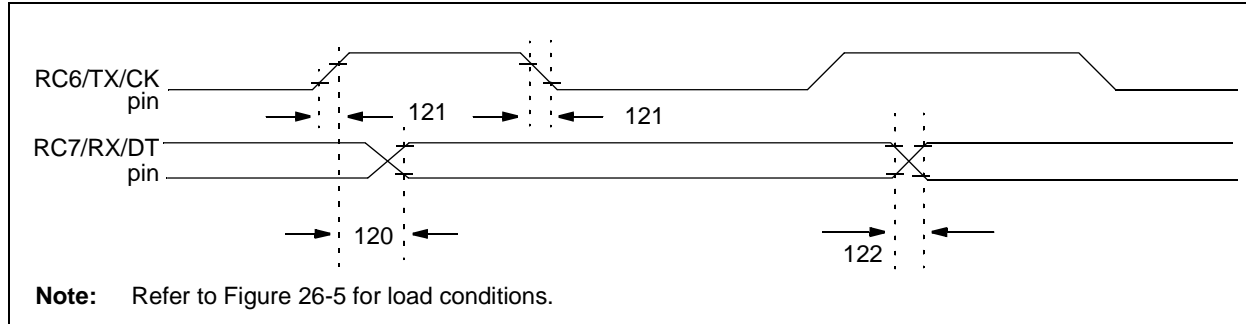 RC6/TX/CK
pin
121
121
RC7/RX/DT
pin
120
122
Note: Refer to Figure 26-5 for load conditions.